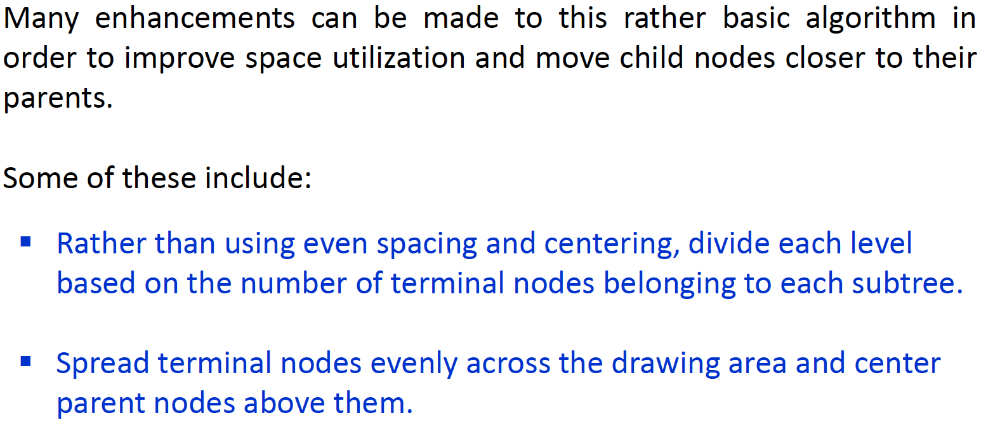 Many enhancements can be made to this rather basic algorithm in
order to improve space utilization and move child nodes closer to their
parents.
Some of these include:
▪ Rather than using even spacing and centering, divide each level
based on the number of terminal nodes belonging to each subtree.
▪ Spread terminal nodes evenly across the drawing area and center
parent nodes above them.